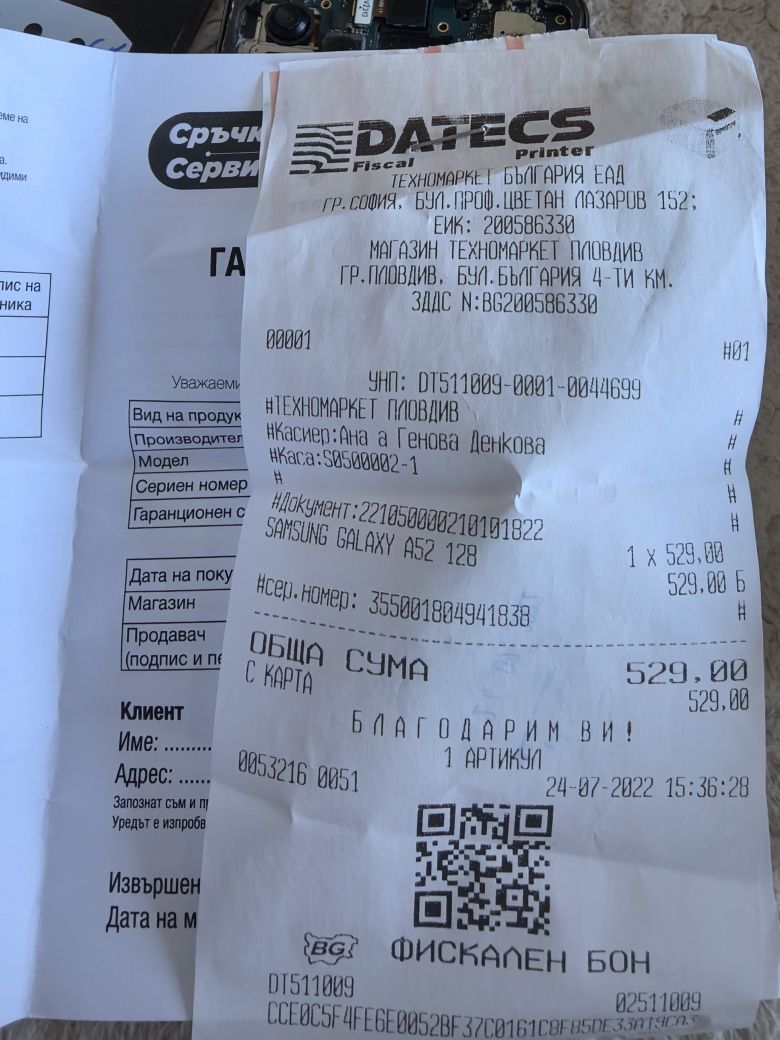 еме на
а.
идими
пис на
ника
Сръчк
Серви
ГА
Уважаеми
Вид на продук
Производител
Модел
Сериен номер
Гаранционен с
Дата на поку
Магазин
Продавач
(подпис и пе
Клиент
Име: .........
Адрес: ......
Запознат съм и пр
Уредът е изпробв
Извършен
Дата на м
DATECS
Fiscal Printer
ТЕХНОМАРКЕТ БЪЛГАРИЯ ЕАД
ГР.СОФИЯ, БУЛ.ПРОФ.ЦВЕТАН ЛАЗАРОВ 152;
ЕИК: 200586330
МАГАЗИН ТЕХНОМАРКЕТ ПЛОВДИВ
ГР.ПЛОВДИВ, БУЛ.БЪЛГАРИЯ 4-ТИ КМ.
ЗДДС N:BG200586330
00001 #01
УНП: DT511009-0001-0044699
#ТЕХНОМАРКЕТ ПЛОВДИВ #
#Касиер:Ана а Генова Денкова #
#Каса:S0500002-1 #
# #
#Документ:221050000210101822 #
SAMSUNG GALAXY A52 128 1 x 529,00
529,00 Б
#сер.номер: 355001804941838 #
ОБЩА СУМА 529,00
С КАРТА 529,00
БЛАГОДАРИМ ВИ!
1 АРТИКУЛ
0053216 0051 24-07-2022 15:36:28
BG ФИСКАЛЕН БОН
DT511009 02511009